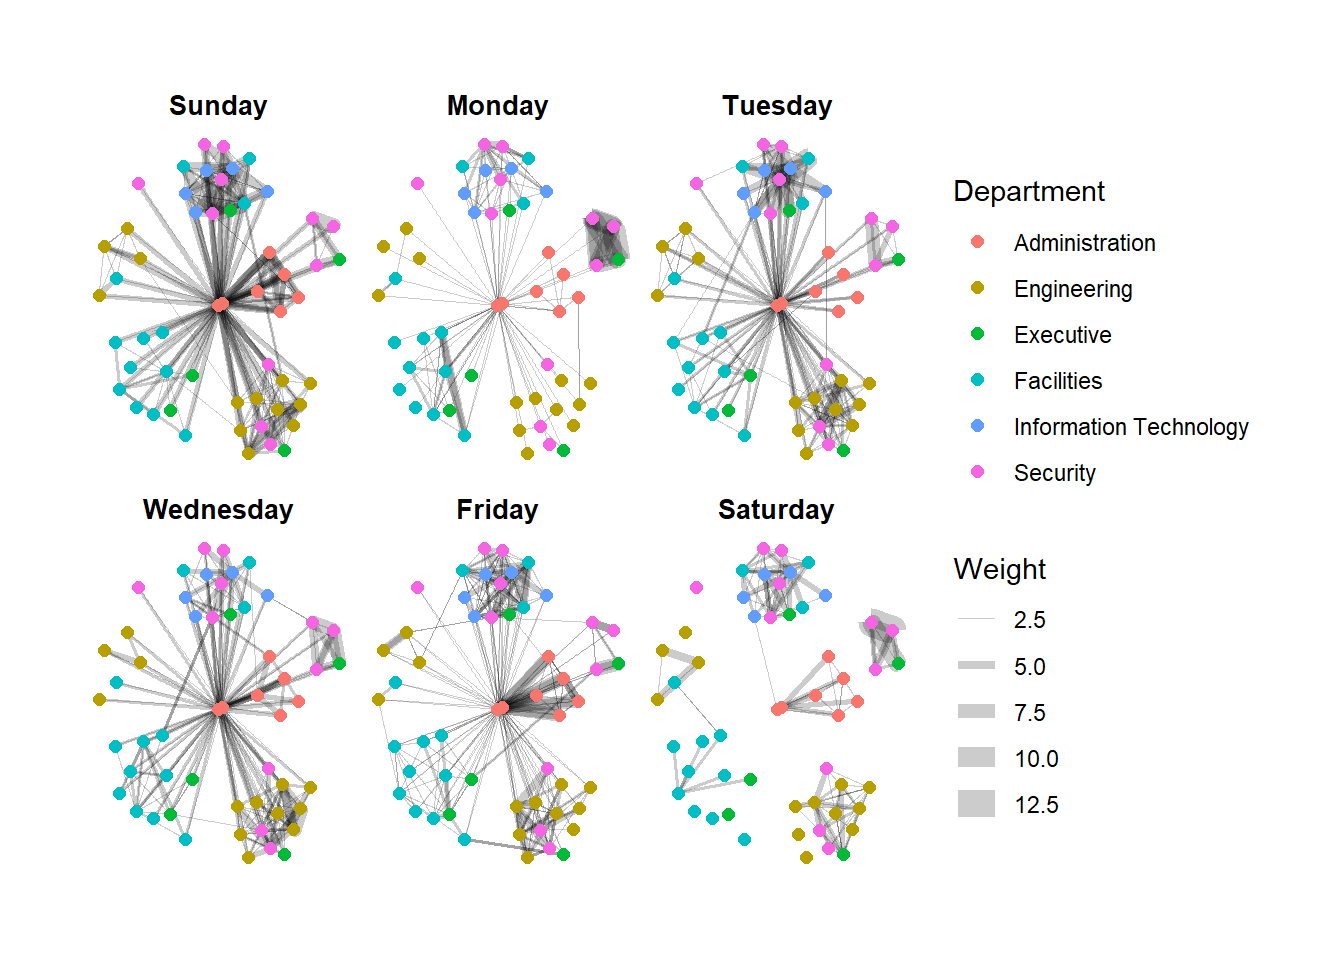 Sunday
Monday
Tuesday
Wednesday
Friday
Saturday
Department
Administration
Engineering
Executive
Facilities
Information Technology
Security
Weight
2.5
5.0
7.5
10.0
12.5